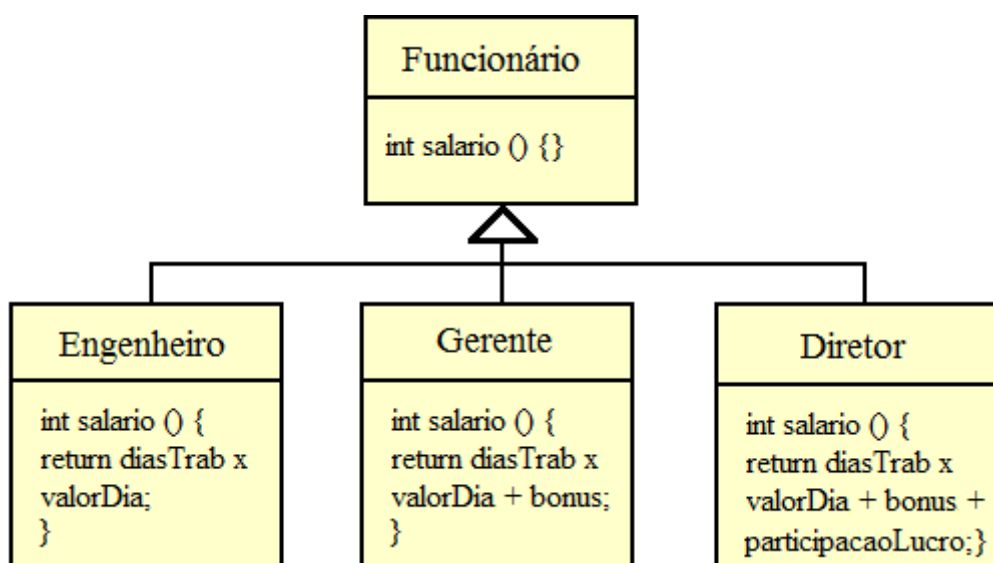 Funcionário
int salario () {}
Engenheiro
int salario () {
return diasTrab x
valorDia;
}
Gerente
int salario () {
return diasTrab x
valorDia + bonus;
}
Diretor
int salario () {
return diasTrab x
valorDia + bonus +
participacaoLucro;}